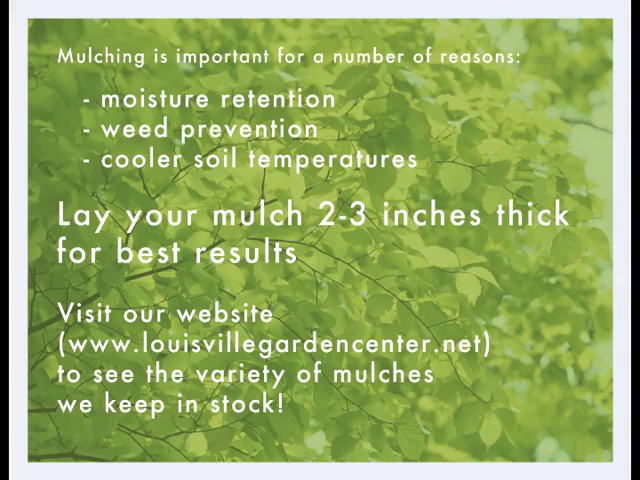 Mulching is important for a number of reasons:
- moisture retention
- weed prevention
- cooler soil temperatures
Lay your mulch 2-3 inches thick
for best results
Visit our website
(www.louisvillegardencenter.net)
to see the variety of mulches
we keep in stock!